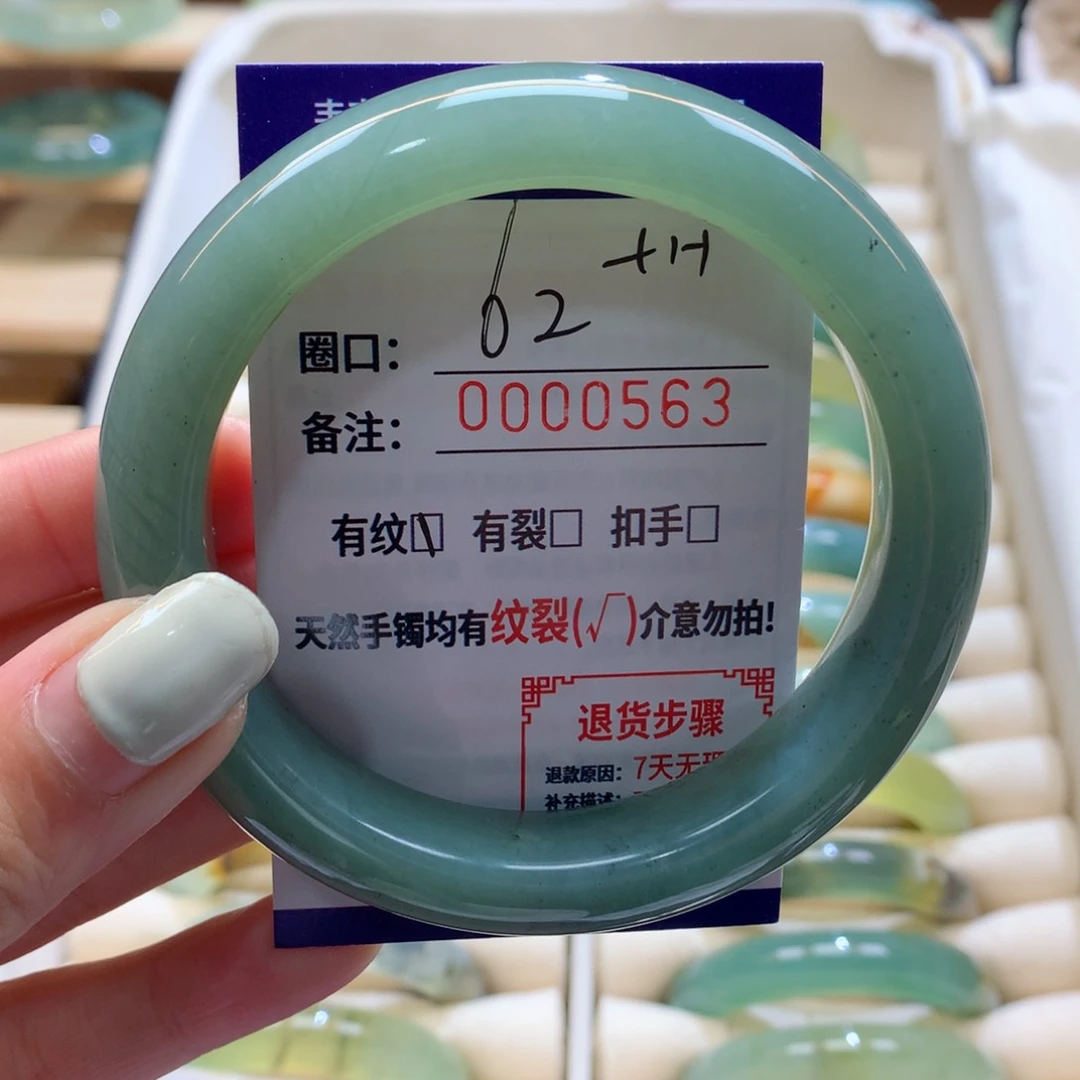 +H
圈口: 62
备注: 0000563
有纹 有裂 扣手
天然手镯均有纹裂(√)介意勿拍!
退货步骤
退款原因: 7天无
补充描述: